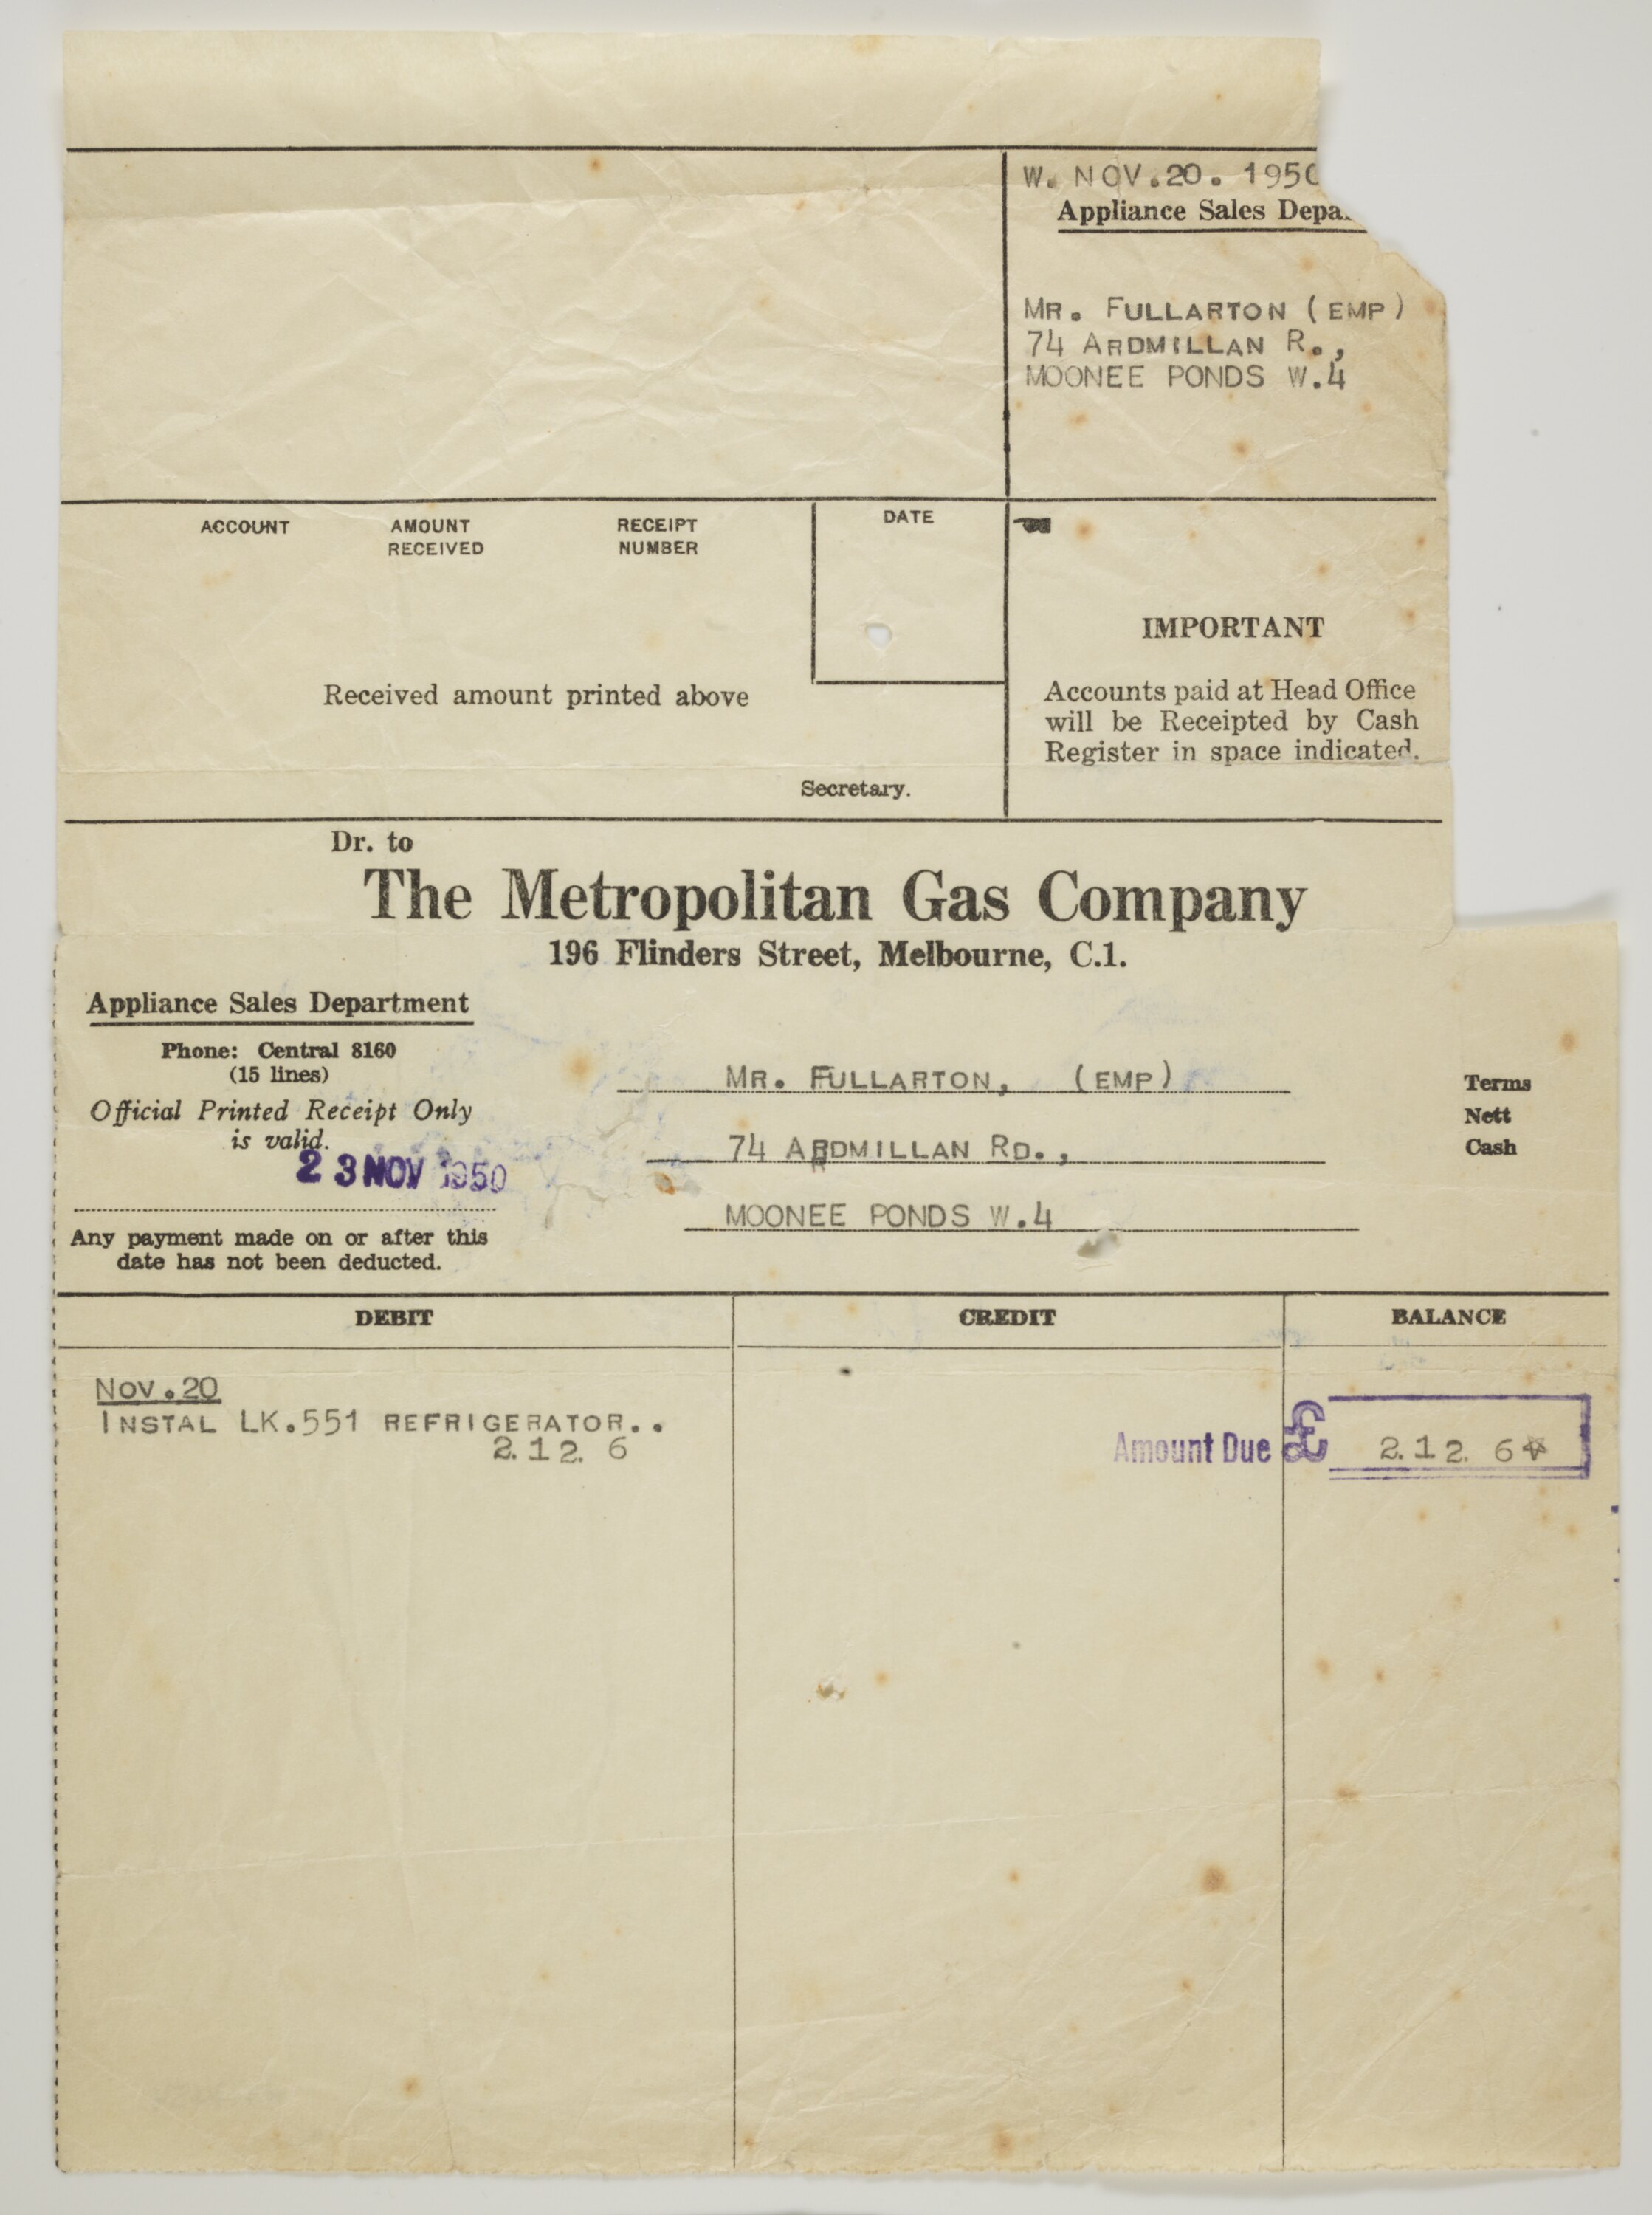 W. NOV.20. 1950
Appliance Sales Depa
MR. FULLARTON (EMP)
74 ARDMILLAN R.,
MOONEE PONDS W.4
ACCOUNT AMOUNT RECEIVED RECEIPT NUMBER DATE
Received amount printed above
Secretary.
IMPORTANT
Accounts paid at Head Office
will be Receipted by Cash
Register in space indicated.
Dr. to
The Metropolitan Gas Company
196 Flinders Street, Melbourne, C.1.
Appliance Sales Department
Phone: Central 8160
(15 lines)
Official Printed Receipt Only
is valid.
23 NOV 1950
Any payment made on or after this
date has not been deducted.
MR. FULLARTON, (EMP)
74 ARDMILLAN RD.,
MOONEE PONDS W.4
Terms
Nett
Cash
DEBIT CREDIT BALANCE
NOV.20
INSTAL LK.551 REFRIGERATOR..
2.12. 6
Amount Due £ 2.12. 6*